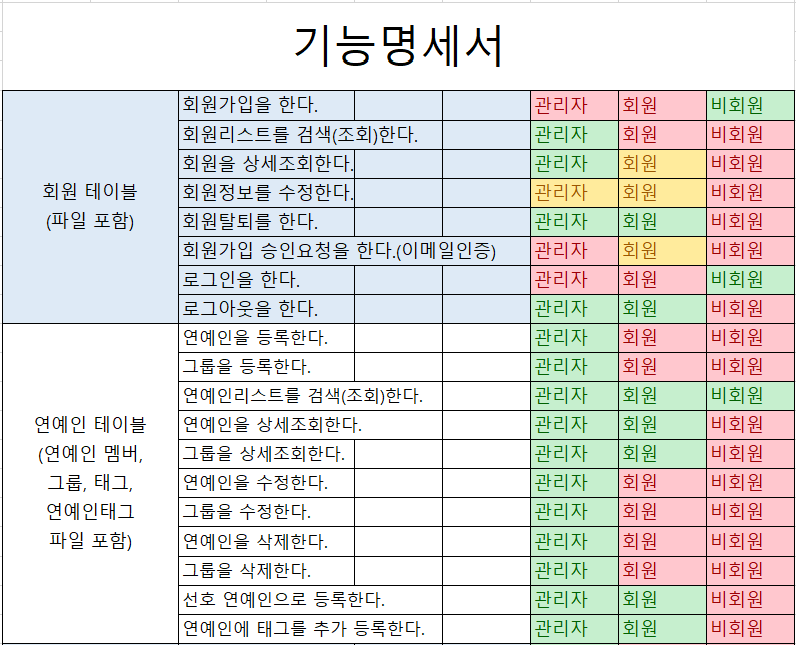 기능명세서
회원가입을 한다. 관리자 회원 비회원
회원리스트를 검색(조회)한다. 관리자 회원 비회원
회원을 상세조회한다. 관리자 회원 비회원
회원 테이블
(파일 포함)
회원정보를 수정한다. 관리자 회원 비회원
회원탈퇴를 한다. 관리자 회원 비회원
회원가입 승인요청을 한다.(이메일인증) 관리자 회원 비회원
로그인을 한다. 관리자 회원 비회원
로그아웃을 한다. 관리자 회원 비회원
연예인을 등록한다. 관리자 회원 비회원
그룹을 등록한다. 관리자 회원 비회원
연예인리스트를 검색(조회)한다. 관리자 회원 비회원
연예인 테이블
(연예인 멤버,
그룹, 태그,
연예인태그
파일 포함)
연예인을 상세조회한다. 관리자 회원 비회원
그룹을 상세조회한다. 관리자 회원 비회원
연예인을 수정한다. 관리자 회원 비회원
그룹을 수정한다. 관리자 회원 비회원
연예인을 삭제한다. 관리자 회원 비회원
그룹을 삭제한다. 관리자 회원 비회원
선호 연예인으로 등록한다. 관리자 회원 비회원
연예인에 태그를 추가 등록한다. 관리자 회원 비회원